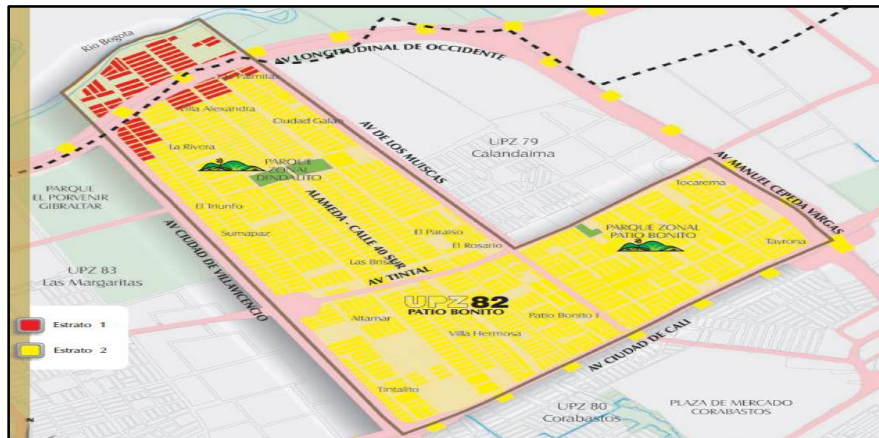 Rio Bogota
AV LONGITUDINAL DE OCCIDENTE
Palmitas
Villa Alexandra
Ciudad Galán
La Rivera
PARQUE
ZONAL
DINDALITO
AV DE LOS MUISCAS
UPZ 79
Calandaima
AV MANUEL CEPEDA VARGAS
Tocarema
PARQUE
EL PORVENIR
GIBRALTAR
El Triunfo
ALAMEDA - CALLE 40 SUR
Sumapaz
El Paraíso
El Rosario
PARQUE ZONAL
PATIO BONITO
Tayrona
AV CIUDAD DE VILLAVICENCIO
Las Brisas
AV TINTAL
UPZ 83
Las Margaritas
UPZ 82
PATIO BONITO
Altamar
Patio Bonito I
Villa Hermosa
AV CIUDAD DE CALI
Estrato 1
Estrato 2
Tintalito
UPZ 80
Corabastos
PLAZA DE MERCADO
CORABASTOS